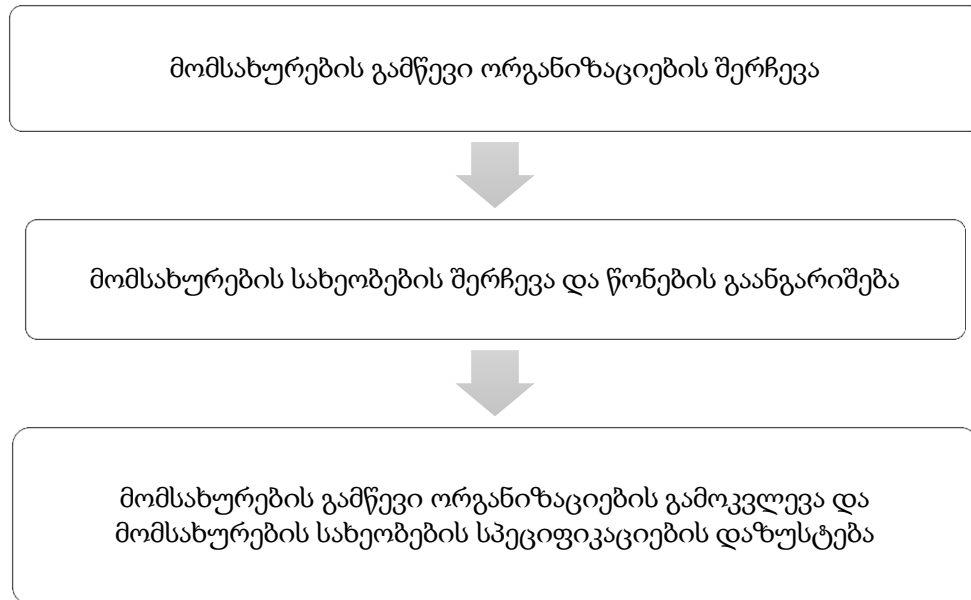 მომსახურების გამწევი ორგანიზაციების შერჩევა
მომსახურების სახეობების შერჩევა და წონების გაანგარიშება
მომსახურების გამწევი ორგანიზაციების გამოკვლევა და
მომსახურების სახეობების სპეციფიკაციების დაზუსტება